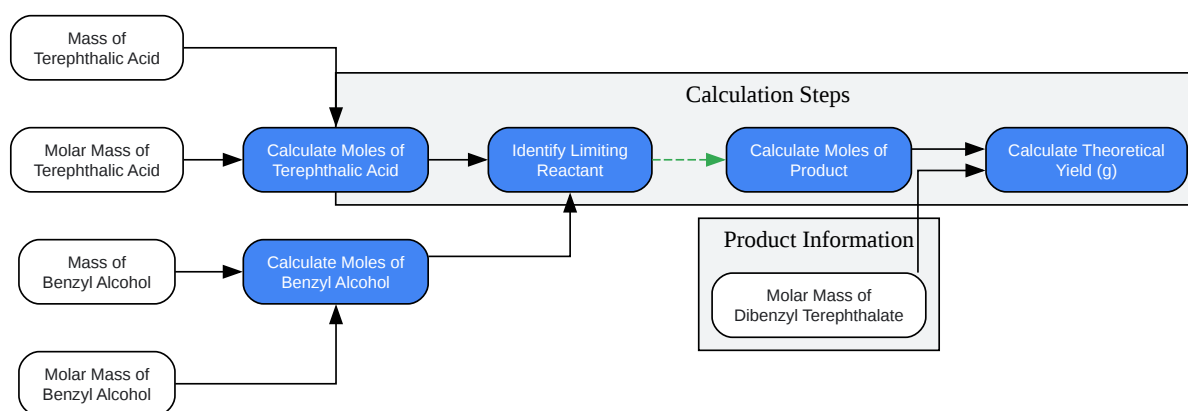 Mass of
Terephthalic Acid
Calculation Steps
Molar Mass of
Terephthalic Acid
Calculate Moles of
Terephthalic Acid
Identify Limiting
Reactant
Calculate Moles of
Product
Calculate Theoretical
Yield (g)
Mass of
Benzyl Alcohol
Calculate Moles of
Benzyl Alcohol
Product Information
Molar Mass of
Dibenzyl Terephthalate
Molar Mass of
Benzyl Alcohol